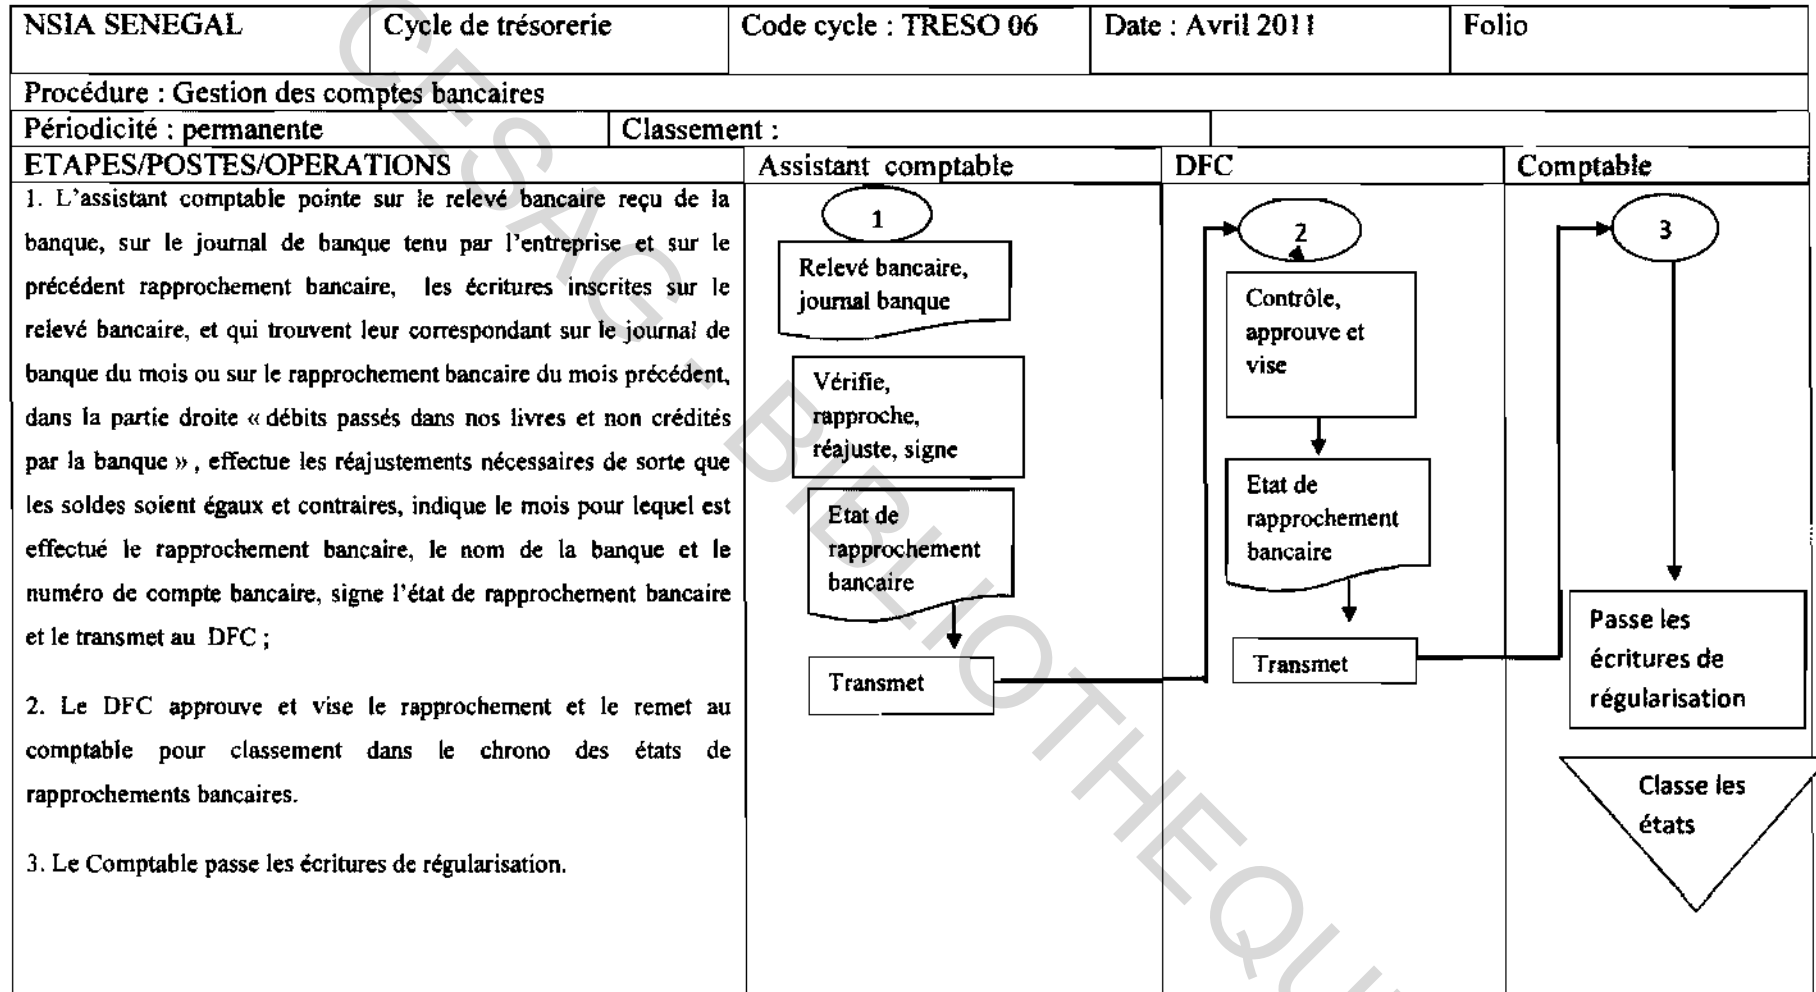 NSIA SENEGAL
Cycle de trésorerie
Code cycle : TRESO 06
Date : Avril 2011
Folio
Procédure : Gestion des comptes bancaires
Périodicité : permanente
Classement :
ETAPES/POSTES/OPERATIONS
Assistant comptable
DFC
Comptable
1. L'assistant comptable pointe sur le relevé bancaire reçu de la
banque, sur le journal de banque tenu par l'entreprise et sur le
précédent rapprochement bancaire, les écritures inscrites sur le
relevé bancaire, et qui trouvent leur correspondant sur le journal de
banque du mois ou sur le rapprochement bancaire du mois précédent,
dans la partie droite « débits passés dans nos livres et non crédités
par la banque » , effectue les réajustements nécessaires de sorte que
les soldes soient égaux et contraires, indique le mois pour lequel est
effectué le rapprochement bancaire, le nom de la banque et le
numéro de compte bancaire, signe l'état de rapprochement bancaire
et le transmet au DFC ;
2. Le DFC approuve et vise le rapprochement et le remet au
comptable pour classement dans le chrono des états de
rapprochements bancaires.
3. Le Comptable passe les écritures de régularisation.
1
Relevé bancaire,
journal banque
Vérifie,
rapproche,
réajuste, signe
Etat de
rapprochement
bancaire
Transmet
2
Contrôle,
approuve et
vise
Etat de
rapprochement
bancaire
Transmet
3
Passe les
écritures de
régularisation
Classe les
états
CESAG - BIBLIOTHEQU